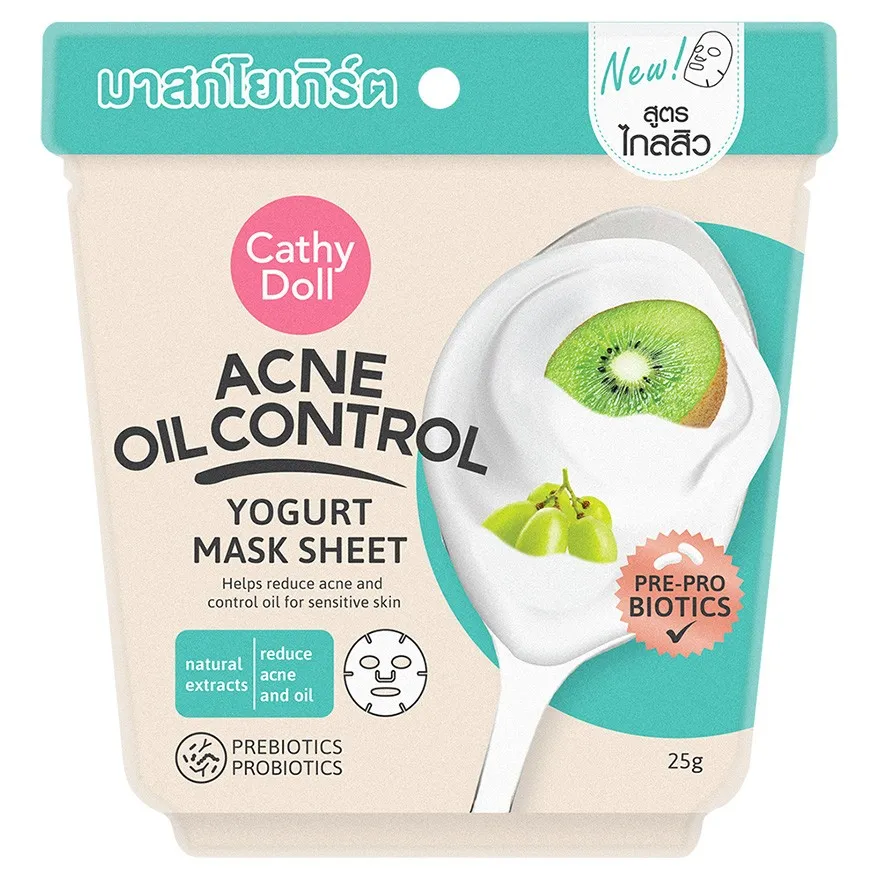 มาส์กโยเกิร์ต
New!
สูตร
ไกลสิว
Cathy
Doll
ACNE
OIL CONTROL
YOGURT
MASK SHEET
Helps reduce acne and
control oil for sensitive skin
natural
extracts
reduce
acne
and oil
PREBIOTICS
PROBIOTICS
PRE-PRO
BIOTICS
25g